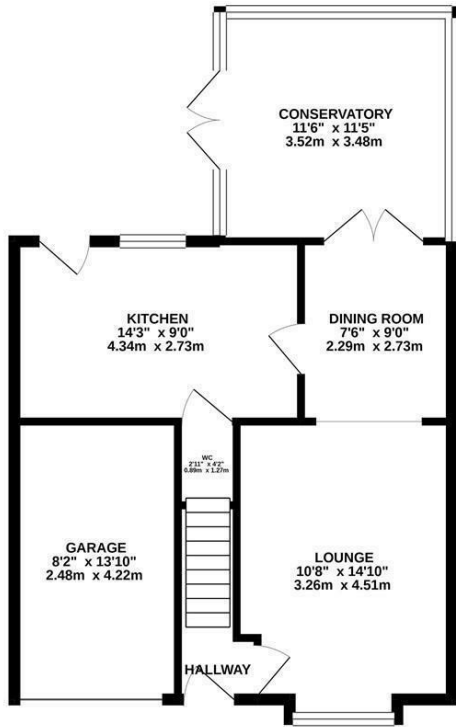 CONSERVATORY
11'6" x 11'5"
3.52m x 3.48m
KITCHEN
14'3" x 9'0"
4.34m x 2.73m
DINING ROOM
7'6" x 9'0"
2.29m x 2.73m
WC
2'11" x 4'2"
0.89m x 1.27m
GARAGE
8'2" x 13'10"
2.48m x 4.22m
LOUNGE
10'8" x 14'10"
3.26m x 4.51m
HALLWAY